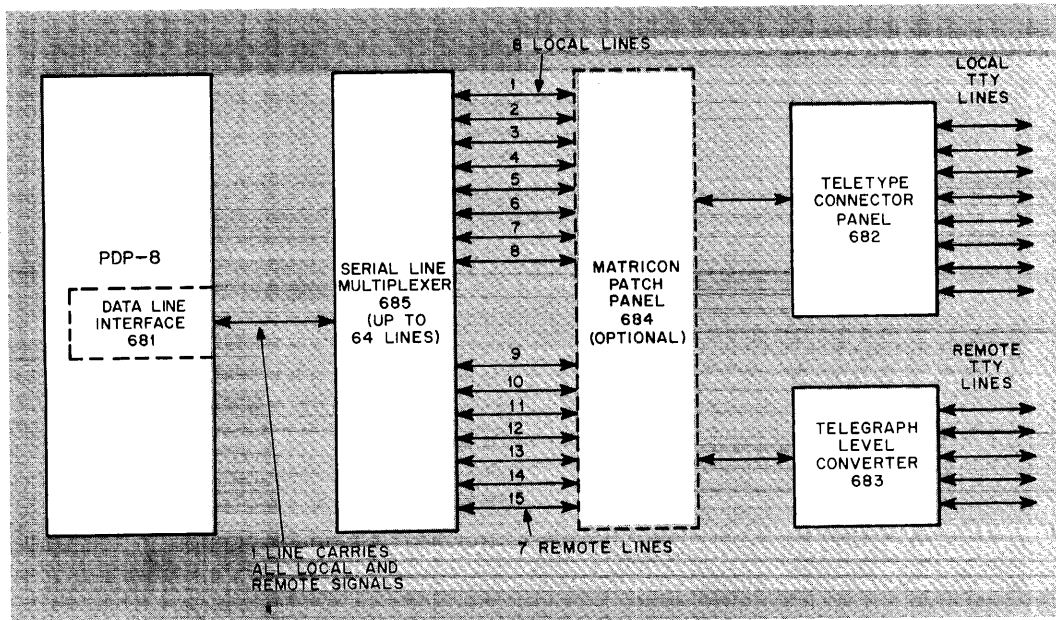 8 LOCAL LINES
LOCAL
TTY
LINES
1
2
3
4
5
6
7
8
TELETYPE
CONNECTOR
PANEL
682
PDP-8
DATA LINE
INTERFACE
681
SERIAL LINE
MULTIPLEXER
685
(UP TO
64 LINES)
MATRICON
PATCH
PANEL
684
(OPTIONAL)
9
10
11
12
13
14
15
REMOTE
TTY
LINES
TELEGRAPH
LEVEL
CONVERTER
683
1 LINE CARRIES
ALL LOCAL AND
REMOTE SIGNALS
7 REMOTE LINES